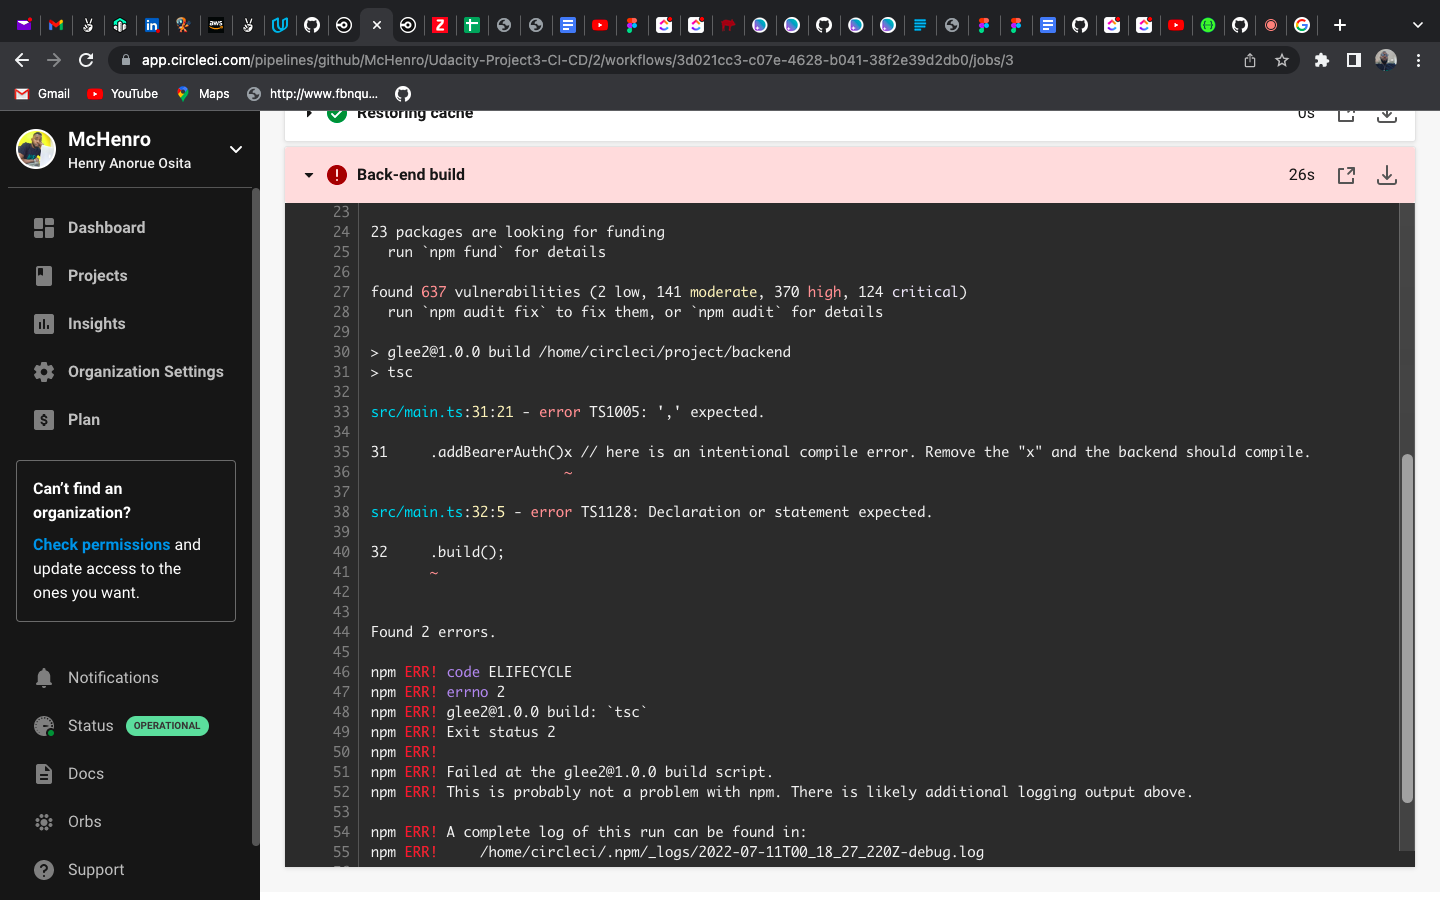 app.circleci.com/pipelines/github/McHenro/Udacity-Project3-CI-CD/2/workflows/3d021cc3-c07e-4628-b041-38f2e39d2db0/jobs/3
Gmail
YouTube
Maps
http://www.fbnqu...
McHenro
Henry Anorue Osita
Dashboard
Projects
Insights
Organization Settings
Plan
Can't find an
organization?
Check permissions and
update access to the
ones you want.
Notifications
Status OPERATIONAL
Docs
Orbs
Support
Restoring cache 0s
Back-end build 26s
23
24 23 packages are looking for funding
25 run `npm fund` for details
26
27 found 637 vulnerabilities (2 low, 141 moderate, 370 high, 124 critical)
28 run `npm audit fix` to fix them, or `npm audit` for details
29
30 > glee2@1.0.0 build /home/circleci/project/backend
31 > tsc
32
33 src/main.ts:31:21 - error TS1005: ',' expected.
34
35 31 .addBearerAuth()x // here is an intentional compile error. Remove the "x" and the backend should compile.
36 ~
37
38 src/main.ts:32:5 - error TS1128: Declaration or statement expected.
39
40 32 .build();
41 ~
42
43
44 Found 2 errors.
45
46 npm ERR! code ELIFECYCLE
47 npm ERR! errno 2
48 npm ERR! glee2@1.0.0 build: `tsc`
49 npm ERR! Exit status 2
50 npm ERR!
51 npm ERR! Failed at the glee2@1.0.0 build script.
52 npm ERR! This is probably not a problem with npm. There is likely additional logging output above.
53
54 npm ERR! A complete log of this run can be found in:
55 npm ERR! /home/circleci/.npm/_logs/2022-07-11T00_18_27_220Z-debug.log